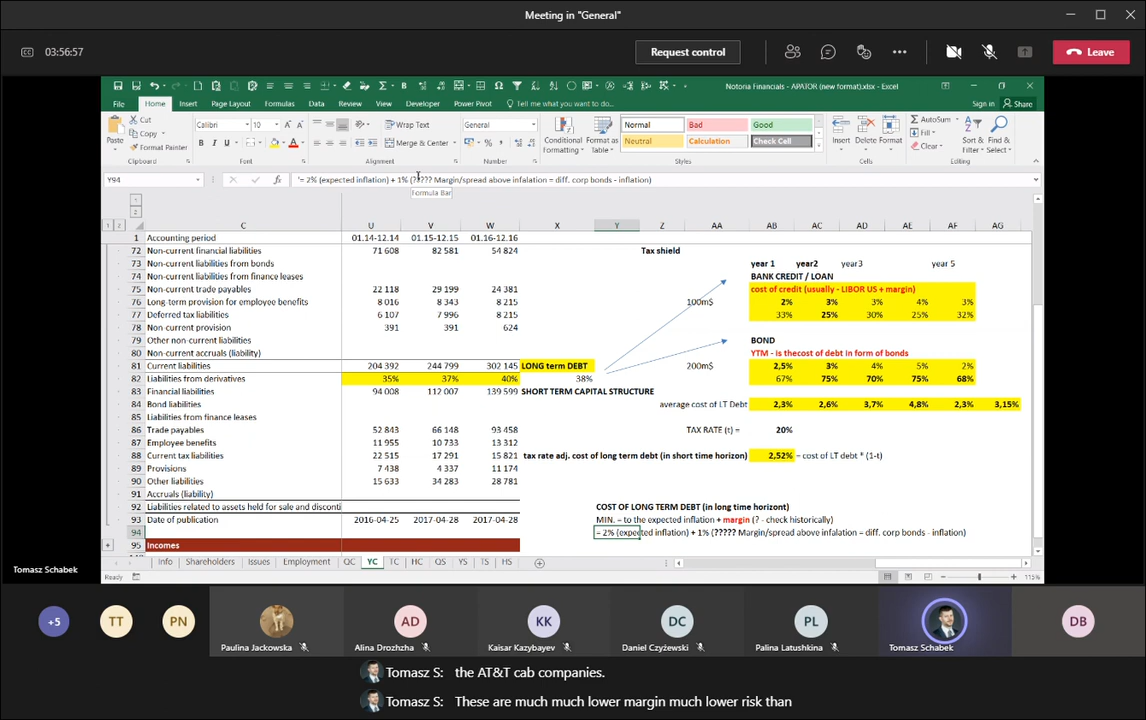 Meeting in "General"
03:56:57
Request control
Leave
Notoria Financials - APATOR (new format).xlsx - Excel
File Home Insert Page Layout Formulas Data Review View Developer Power Pivot Tell me what you want to do... Sign in Share
Paste
Cut
Copy
Format Painter
Clipboard
Calibri 10
B I U
Font
Wrap Text
Merge & Center
Alignment
General
Number
Conditional Formatting
Format as Table
Normal Bad Good
Neutral Calculation Check Cell
Styles
Insert Delete Format
Cells
AutoSum
Fill
Clear
Sort & Filter
Find & Select
Editing
Y94
'= 2% (expected inflation) + 1% (????? Margin/spread above infalation = diff. corp bonds - inflation)
Formula Bar
C U V W X Y Z AA AB AC AD AE AF AG
1 Accounting period 01.14-12.14 01.15-12.15 01.16-12.16
72 Non-current financial liabilities 71 608 82 581 54 824 Tax shield
73 Non-current liabilities from bonds year 1 year2 year3 year 5
74 Non-current liabilities from finance leases BANK CREDIT / LOAN
75 Non-current trade payables 22 118 29 199 24 381 cost of credit (usually - LIBOR US + margin)
76 Long-term provision for employee benefits 8 016 8 343 8 215 100m$ 2% 3% 3% 4% 3%
77 Deferred tax liabilities 6 107 7 996 8 215 33% 25% 30% 25% 32%
78 Non-current provision 391 391 624
79 Other non-current liabilities
80 Non-current accruals (liability) BOND
YTM - is thecost of debt in form of bonds
81 Current liabilities 204 392 244 799 302 145 LONG term DEBT 200m$ 2,5% 3% 4% 5% 2%
82 Liabilities from derivatives 35% 37% 40% 38% 67% 75% 70% 75% 68%
83 Financial liabilities 94 008 112 007 139 599 SHORT TERM CAPITAL STRUCTURE
84 Bond liabilities average cost of LT Debt 2,3% 2,6% 3,7% 4,8% 2,3% 3,15%
85 Liabilities from finance leases
86 Trade payables 52 843 66 148 93 458 TAX RATE (t) = 20%
87 Employee benefits 11 955 10 733 13 312
88 Current tax liabilities 22 515 17 291 15 821 tax rate adj. cost of long term debt (in short time horizon) 2,52% = cost of LT debt * (1-t)
89 Provisions 7 438 4 337 11 174
90 Other liabilities 15 633 34 283 28 781
91 Accruals (liability)
92 Liabilities related to assets held for sale and disconti COST OF LONG TERM DEBT (in long time horizont)
93 Date of publication 2016-04-25 2017-04-28 2017-04-28 MIN. = to the expected inflation + margin (? - check historically)
94 = 2% (expected inflation) + 1% (????? Margin/spread above infalation = diff. corp bonds - inflation)
95 Incomes
Info Shareholders Issues Employment QC YC TC HC QS YS TS HS
Ready
115%
Tomasz Schabek
+5
TT
PN
Paulina Jackowska
AD
Alina Drozhzha
KK
Kaisar Kazybayev
DC
Daniel Czyżewski
PL
Palina Latushkina
Tomasz Schabek
DB
Tomasz S: the AT&T cab companies.
Tomasz S: These are much much lower margin much lower risk than